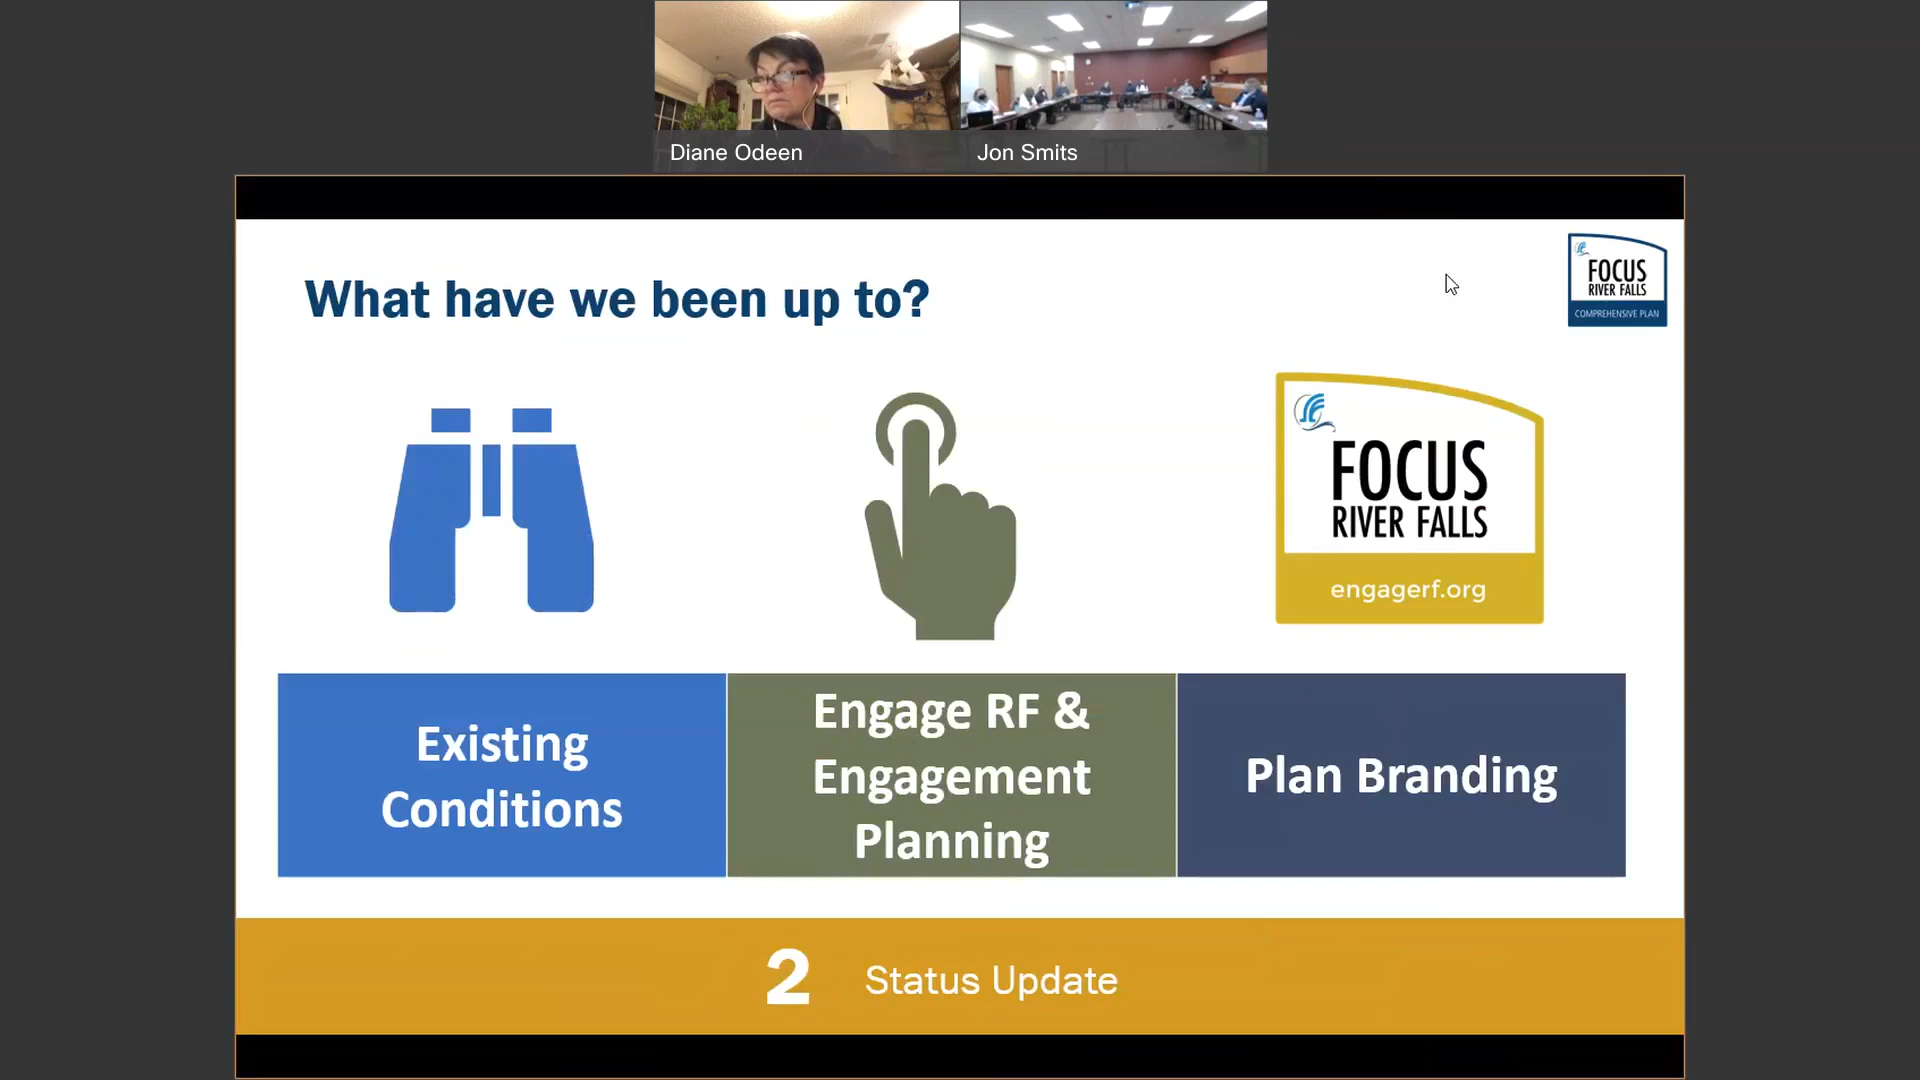 Diane Odeen
Jon Smits
What have we been up to?
FOCUS
RIVER FALLS
COMPREHENSIVE PLAN
FOCUS
RIVER FALLS
engagerf.org
Existing
Conditions
Engage RF &
Engagement
Planning
Plan Branding
2 Status Update